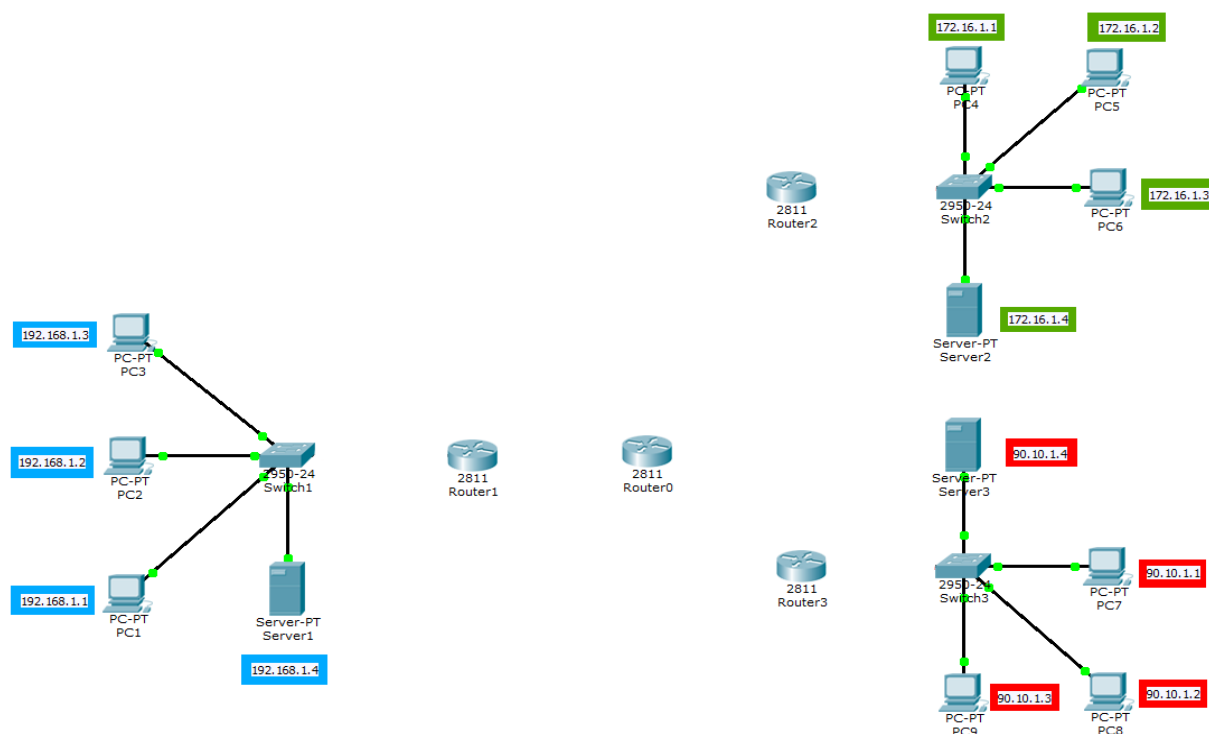 172.16.1.1
172.16.1.2
PC-PT
PC4
PC-PT
PC5
2811
Router2
2950-24
Switch2
PC-PT
PC6
172.16.1.3
172.16.1.4
Server-PT
Server2
192.168.1.3
PC-PT
PC3
192.168.1.2
PC-PT
PC2
2950-24
Switch1
2811
Router1
2811
Router0
90.10.1.4
Server-PT
Server3
192.168.1.1
PC-PT
PC1
Server-PT
Server1
192.168.1.4
2811
Router3
2950-24
Switch3
PC-PT
PC7
90.10.1.1
90.10.1.3
PC-PT
PC9
PC-PT
PC8
90.10.1.2